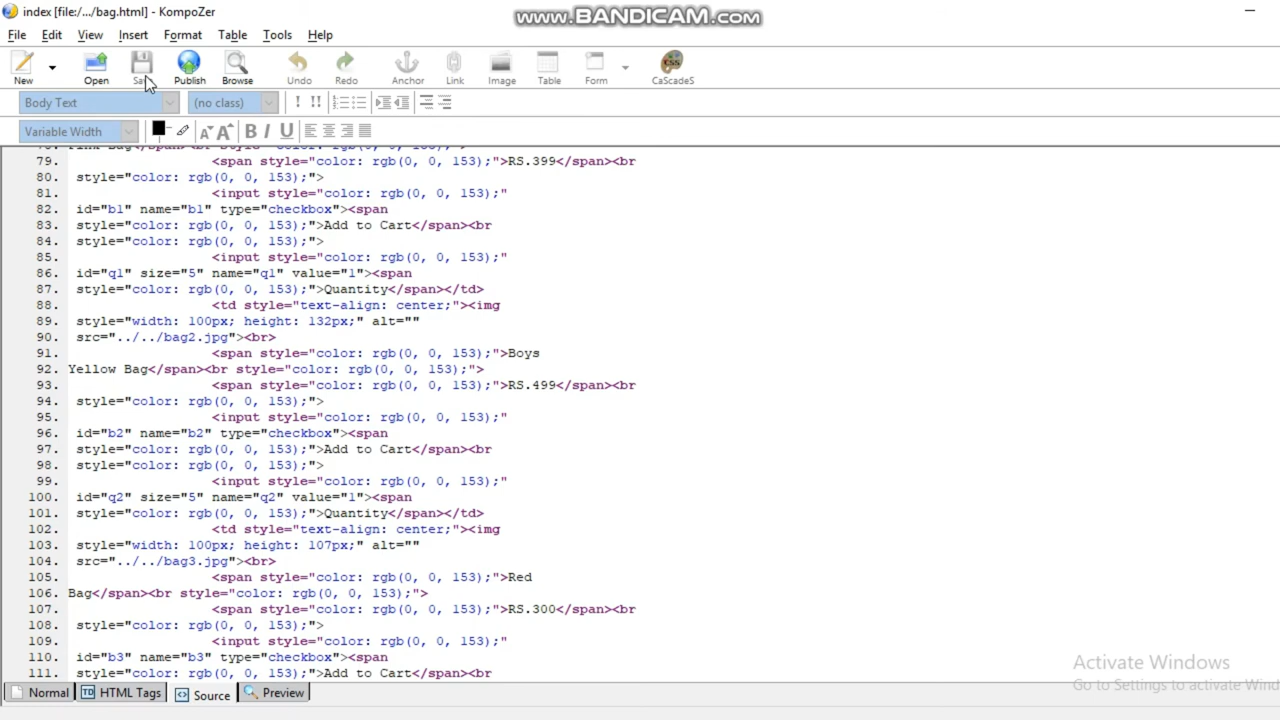 index [file:/.../bag.html] - KompoZer
www.BANDICAM.com
File Edit View Insert Format Table Tools Help
New Open Save Publish Browse Undo Redo Anchor Link Image Table Form CaScadeS
Body Text (no class) ! !!
Variable Width A A B I U
79. <span style="color: rgb(0, 0, 153);">RS.399</span><br
80. style="color: rgb(0, 0, 153);">
81. <input style="color: rgb(0, 0, 153);"
82. id="b1" name="b1" type="checkbox"><span
83. style="color: rgb(0, 0, 153);">Add to Cart</span><br
84. style="color: rgb(0, 0, 153);">
85. <input style="color: rgb(0, 0, 153);"
86. id="q1" size="5" name="q1" value="1"><span
87. style="color: rgb(0, 0, 153);">Quantity</span></td>
88. <td style="text-align: center;"><img
89. style="width: 100px; height: 132px;" alt=""
90. src="../../bag2.jpg"><br>
91. <span style="color: rgb(0, 0, 153);">Boys
92. Yellow Bag</span><br style="color: rgb(0, 0, 153);">
93. <span style="color: rgb(0, 0, 153);">RS.499</span><br
94. style="color: rgb(0, 0, 153);">
95. <input style="color: rgb(0, 0, 153);"
96. id="b2" name="b2" type="checkbox"><span
97. style="color: rgb(0, 0, 153);">Add to Cart</span><br
98. style="color: rgb(0, 0, 153);">
99. <input style="color: rgb(0, 0, 153);"
100. id="q2" size="5" name="q2" value="1"><span
101. style="color: rgb(0, 0, 153);">Quantity</span></td>
102. <td style="text-align: center;"><img
103. style="width: 100px; height: 107px;" alt=""
104. src="../../bag3.jpg"><br>
105. <span style="color: rgb(0, 0, 153);">Red
106. Bag</span><br style="color: rgb(0, 0, 153);">
107. <span style="color: rgb(0, 0, 153);">RS.300</span><br
108. style="color: rgb(0, 0, 153);">
109. <input style="color: rgb(0, 0, 153);"
110. id="b3" name="b3" type="checkbox"><span
111. style="color: rgb(0, 0, 153);">Add to Cart</span><br
Activate Windows
Go to Settings to activate Wind
Normal TD HTML Tags Source Preview